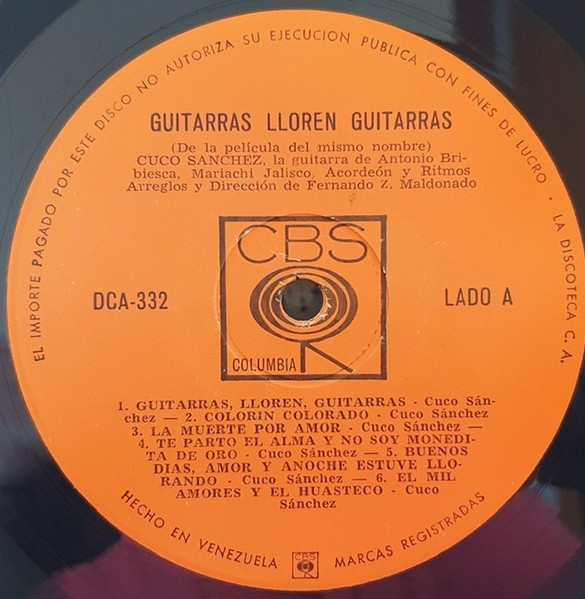 EL IMPORTE PAGADO POR ESTE DISCO NO AUTORIZA SU EJECUCION PUBLICA CON FINES DE LUCRO · LA DISCOTECA C. A.
GUITARRAS LLOREN GUITARRAS
(De la película del mismo nombre)
CUCO SANCHEZ, la guitarra de Antonio Bri-
biesca, Mariachi Jalisco, Acordeón y Ritmos
Arreglos y Dirección de Fernando Z. Maldonado
CBS
DCA-332
LADO A
COLUMBIA
1. GUITARRAS, LLOREN, GUITARRAS - Cuco Sán-
chez — 2. COLORIN COLORADO - Cuco Sánchez
3. LA MUERTE POR AMOR - Cuco Sánchez —
4. TE PARTO EL ALMA Y NO SOY MONEDI-
TA DE ORO - Cuco Sánchez — 5. BUENOS
DIAS, AMOR Y ANOCHE ESTUVE LLO-
RANDO - Cuco Sánchez — 6. EL MIL
AMORES Y EL HUASTECO - Cuco
Sánchez
HECHO EN VENEZUELA
CBS
MARCAS REGISTRADAS